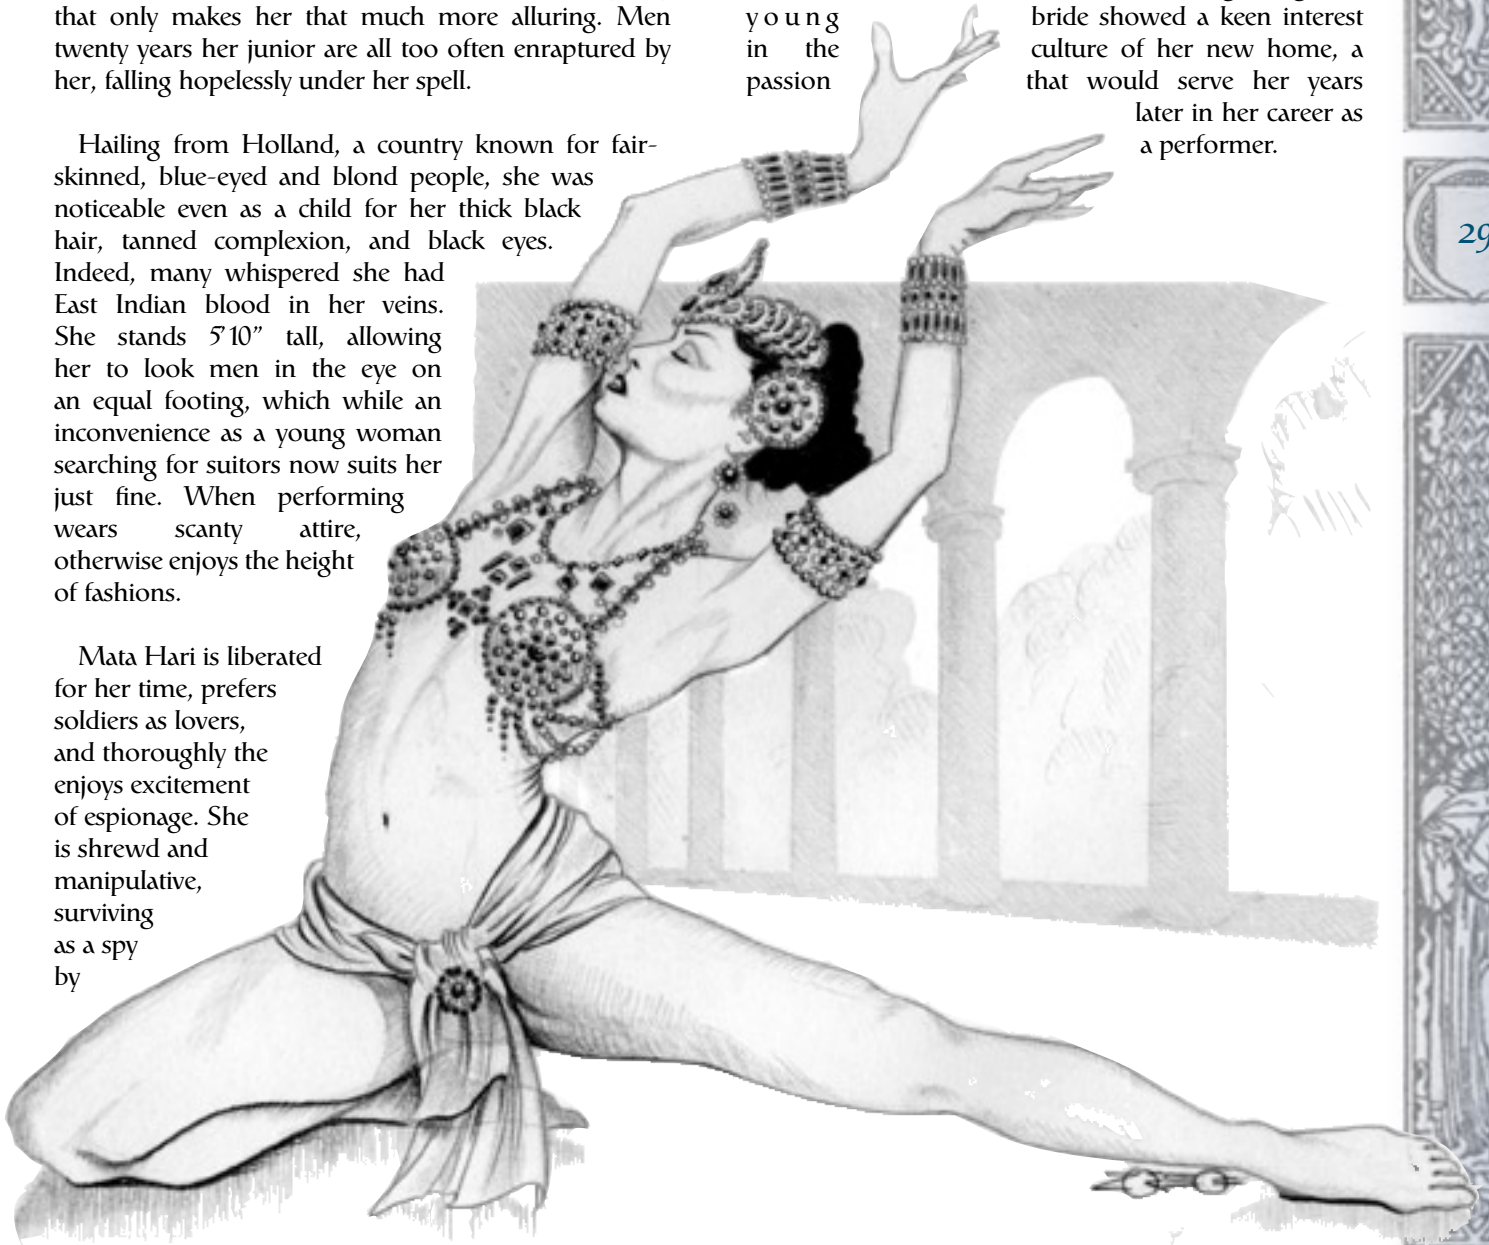 that only makes her that much more alluring. Men
twenty years her junior are all too often enraptured by
her, falling hopelessly under her spell.
Hailing from Holland, a country known for fair-
skinned, blue-eyed and blond people, she was
noticeable even as a child for her thick black
hair, tanned complexion, and black eyes.
Indeed, many whispered she had
East Indian blood in her veins.
She stands 5'10” tall, allowing
her to look men in the eye on
an equal footing, which while an
inconvenience as a young woman
searching for suitors now suits her
just fine. When performing
wears scanty attire,
otherwise enjoys the height
of fashions.
Mata Hari is liberated
for her time, prefers
soldiers as lovers,
and thoroughly the
enjoys excitement
of espionage. She
is shrewd and
manipulative,
surviving
as a spy
by
young bride showed a keen interest
in the culture of her new home, a
passion that would serve her years
later in her career as
a performer.
29